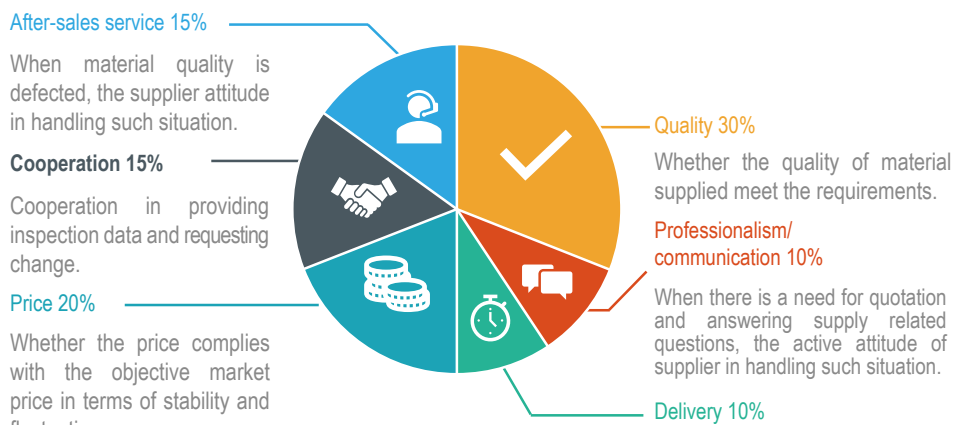 After-sales service 15%
When material quality is
defected, the supplier attitude
in handling such situation.
Cooperation 15%
Cooperation in providing
inspection data and requesting
change.
Price 20%
Whether the price complies
with the objective market
price in terms of stability and
Quality 30%
Whether the quality of material
supplied meet the requirements.
Professionalism/
communication 10%
When there is a need for quotation
and answering supply related
questions, the active attitude of
supplier in handling such situation.
Delivery 10%